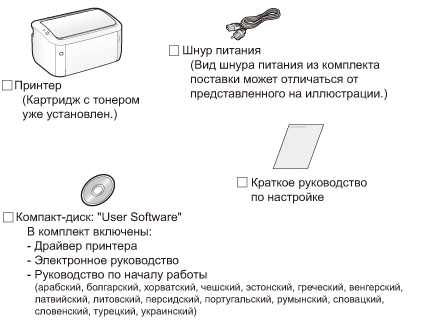 Шнур питания
(Вид шнура питания из комплекта
поставки может отличаться от
представленного на иллюстрации.)
Принтер
(Картридж с тонером
уже установлен.)
Краткое руководство
по настройке
Компакт-диск: "User Software"
В комплект включены:
- Драйвер принтера
- Электронное руководство
- Руководство по началу работы
(арабский, болгарский, хорватский, чешский, эстонский, греческий, венгерский,
латвийский, литовский, персидский, португальский, румынский, словацкий,
словенский, турецкий, украинский)